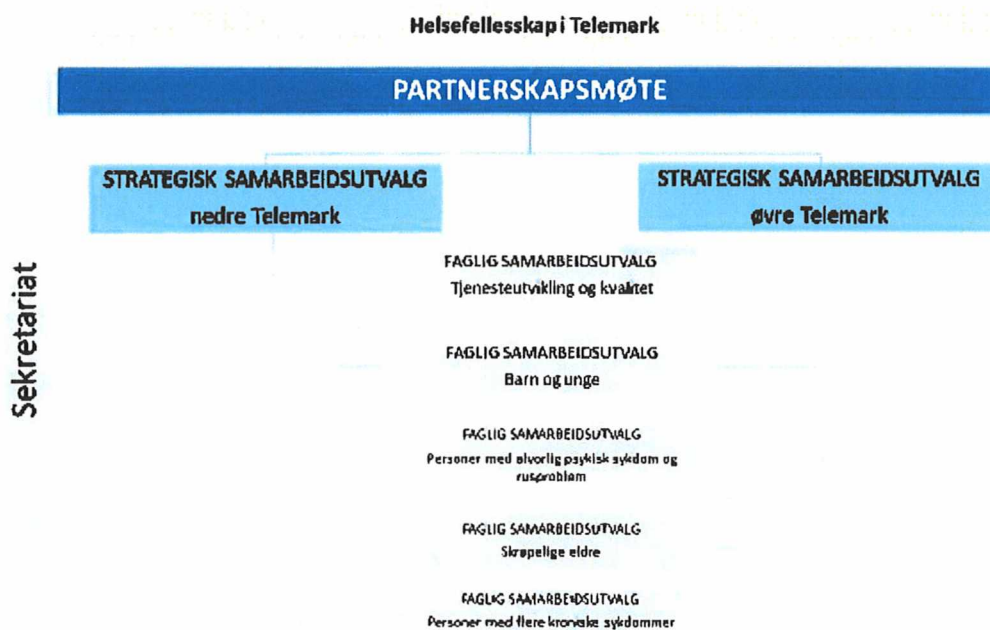 Helsefellesskap i Telemark
PARTNERSKAPSMØTE
STRATEGISK SAMARBEIDSUTVALG
nedre Telemark
STRATEGISK SAMARBEIDSUTVALG
øvre Telemark
Sekretariat
FAGLIG SAMARBEIDSUTVALG
Tjenesteutvikling og kvalitet
FAGLIG SAMARBEIDSUTVALG
Barn og unge
FAGLIG SAMARBEIDSUTVALG
Personer med alvorlig psykisk sykdom og
rusproblem
FAGLIG SAMARBEIDSUTVALG
Skrøpelige eldre
FAGLIG SAMARBEIDSUTVALG
Personer med flere kroniske sykdommer